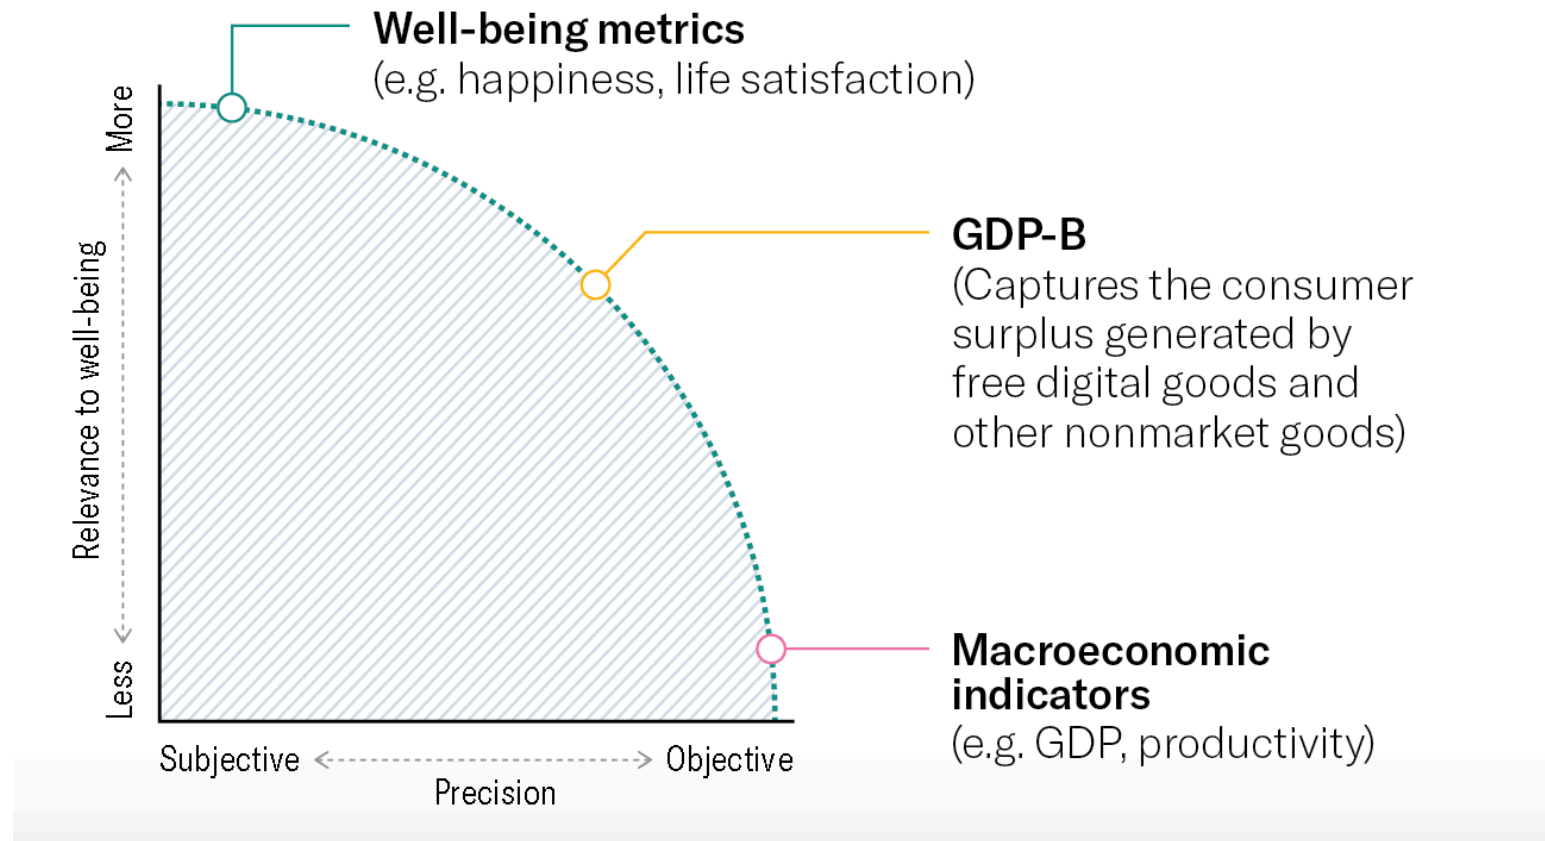 Well-being metrics
(e.g. happiness, life satisfaction)
More
Relevance to well-being
Less
GDP-B
(Captures the consumer
surplus generated by
free digital goods and
other nonmarket goods)
Macroeconomic
indicators
(e.g. GDP, productivity)
Subjective
Objective
Precision